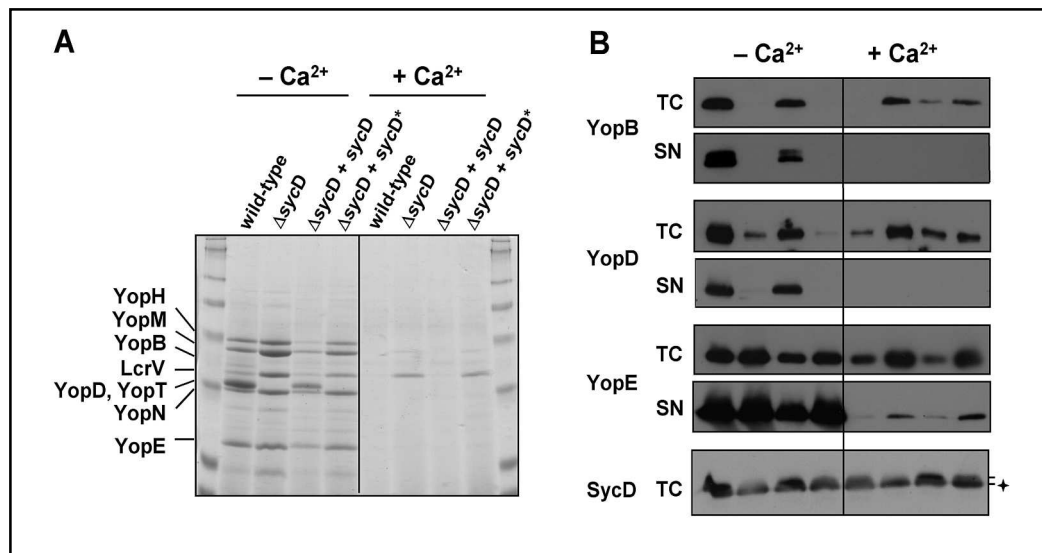 A
B
– Ca2+
+ Ca2+
wild-type
ΔsycD
ΔsycD + sycD
ΔsycD + sycD*
wild-type
ΔsycD
ΔsycD + sycD
ΔsycD + sycD*
YopH
YopM
YopB
LcrV
YopD, YopT
YopN
YopE
– Ca2+
+ Ca2+
YopB
TC
SN
YopD
TC
SN
YopE
TC
SN
SycD TC